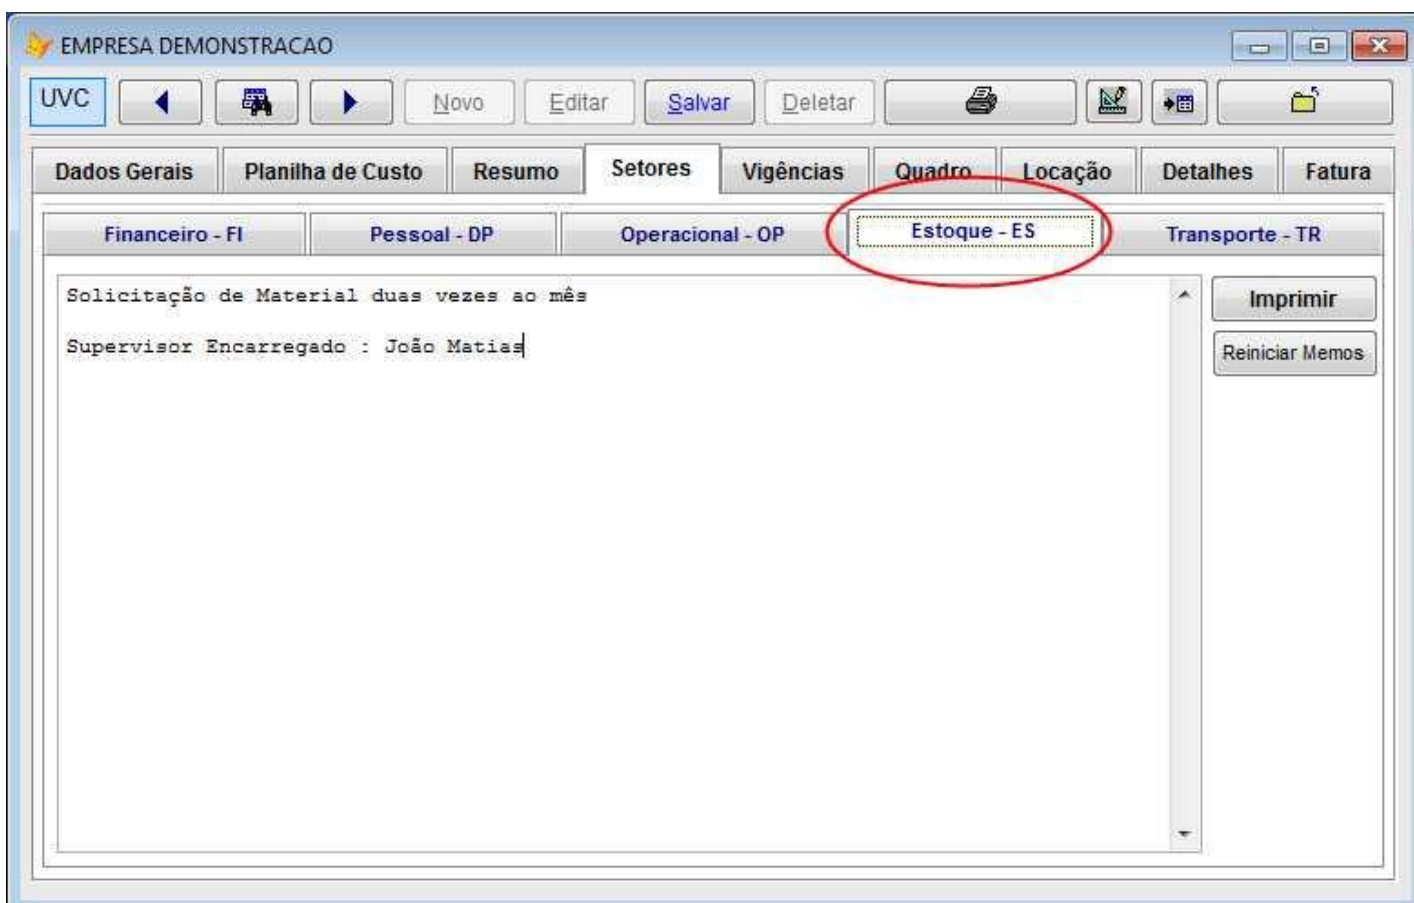 EMPRESA DEMONSTRACAO
UVC Novo Editar Salvar Deletar
Dados Gerais Planilha de Custo Resumo Setores Vigências Quadro Locação Detalhes Fatura
Financeiro - FI Pessoal - DP Operacional - OP Estoque - ES Transporte - TR
Solicitação de Material duas vezes ao mês
Imprimir
Supervisor Encarregado : João Matias
Reiniciar Memos